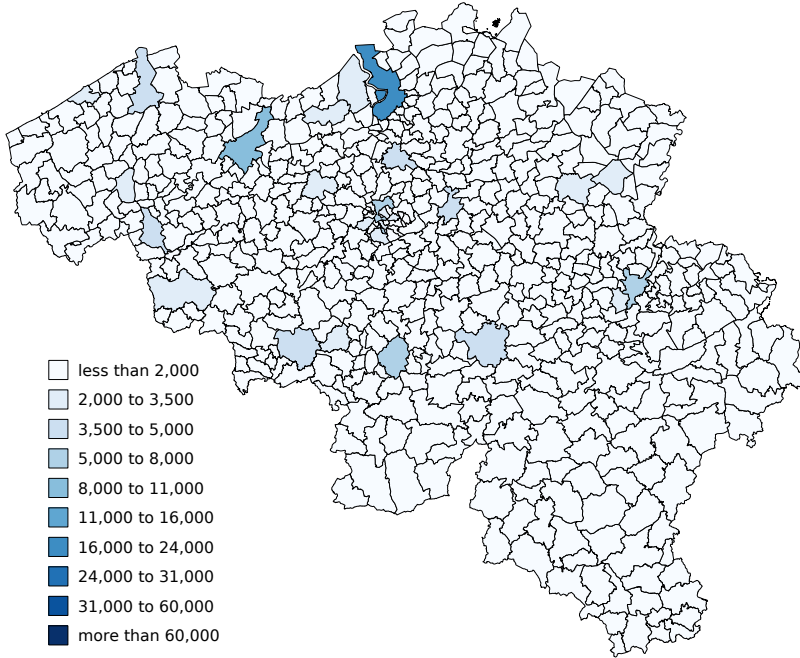 less than 2,000
2,000 to 3,500
3,500 to 5,000
5,000 to 8,000
8,000 to 11,000
11,000 to 16,000
16,000 to 24,000
24,000 to 31,000
31,000 to 60,000
more than 60,000